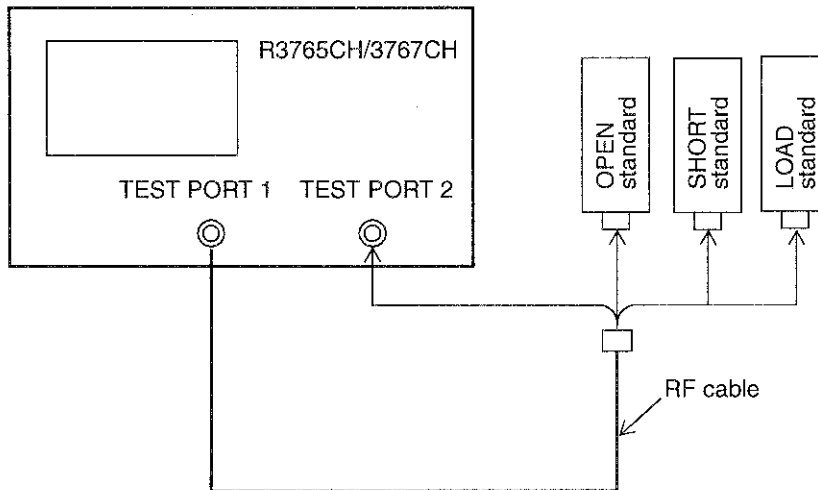 R3765CH/3767CH
TEST PORT 1
TEST PORT 2
OPEN
standard
SHORT
standard
LOAD
standard
RF cable